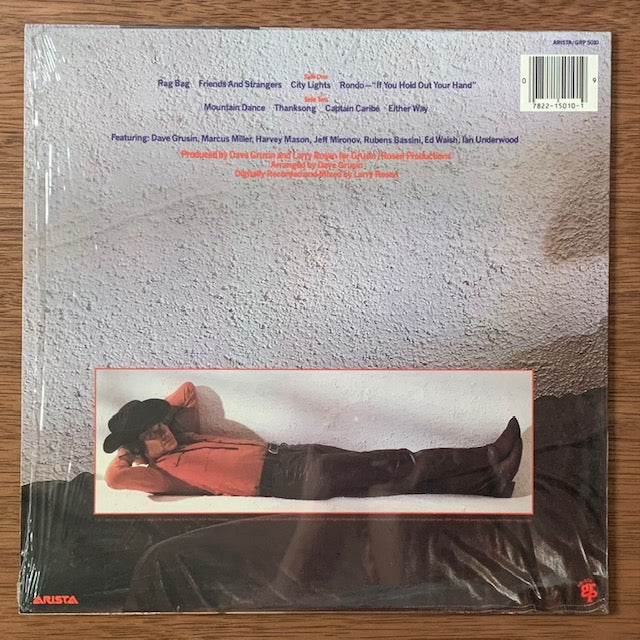 ARISTA/GRP 5010
0
9
7822-15010-1
Side One
Rag Bag Friends And Strangers City Lights Rondo—"If You Hold Out Your Hand"
Side Two
Mountain Dance Thanksong Captain Caribe Either Way
Featuring: Dave Grusin, Marcus Miller, Harvey Mason, Jeff Mironov, Rubens Bassini, Ed Walsh, Ian Underwood
Produced by Dave Grusin and Larry Rosen for Grusin/Rosen Productions
Arranged by Dave Grusin
Digitally Recorded and Mixed by Larry Rosen
ARISTA
GRP